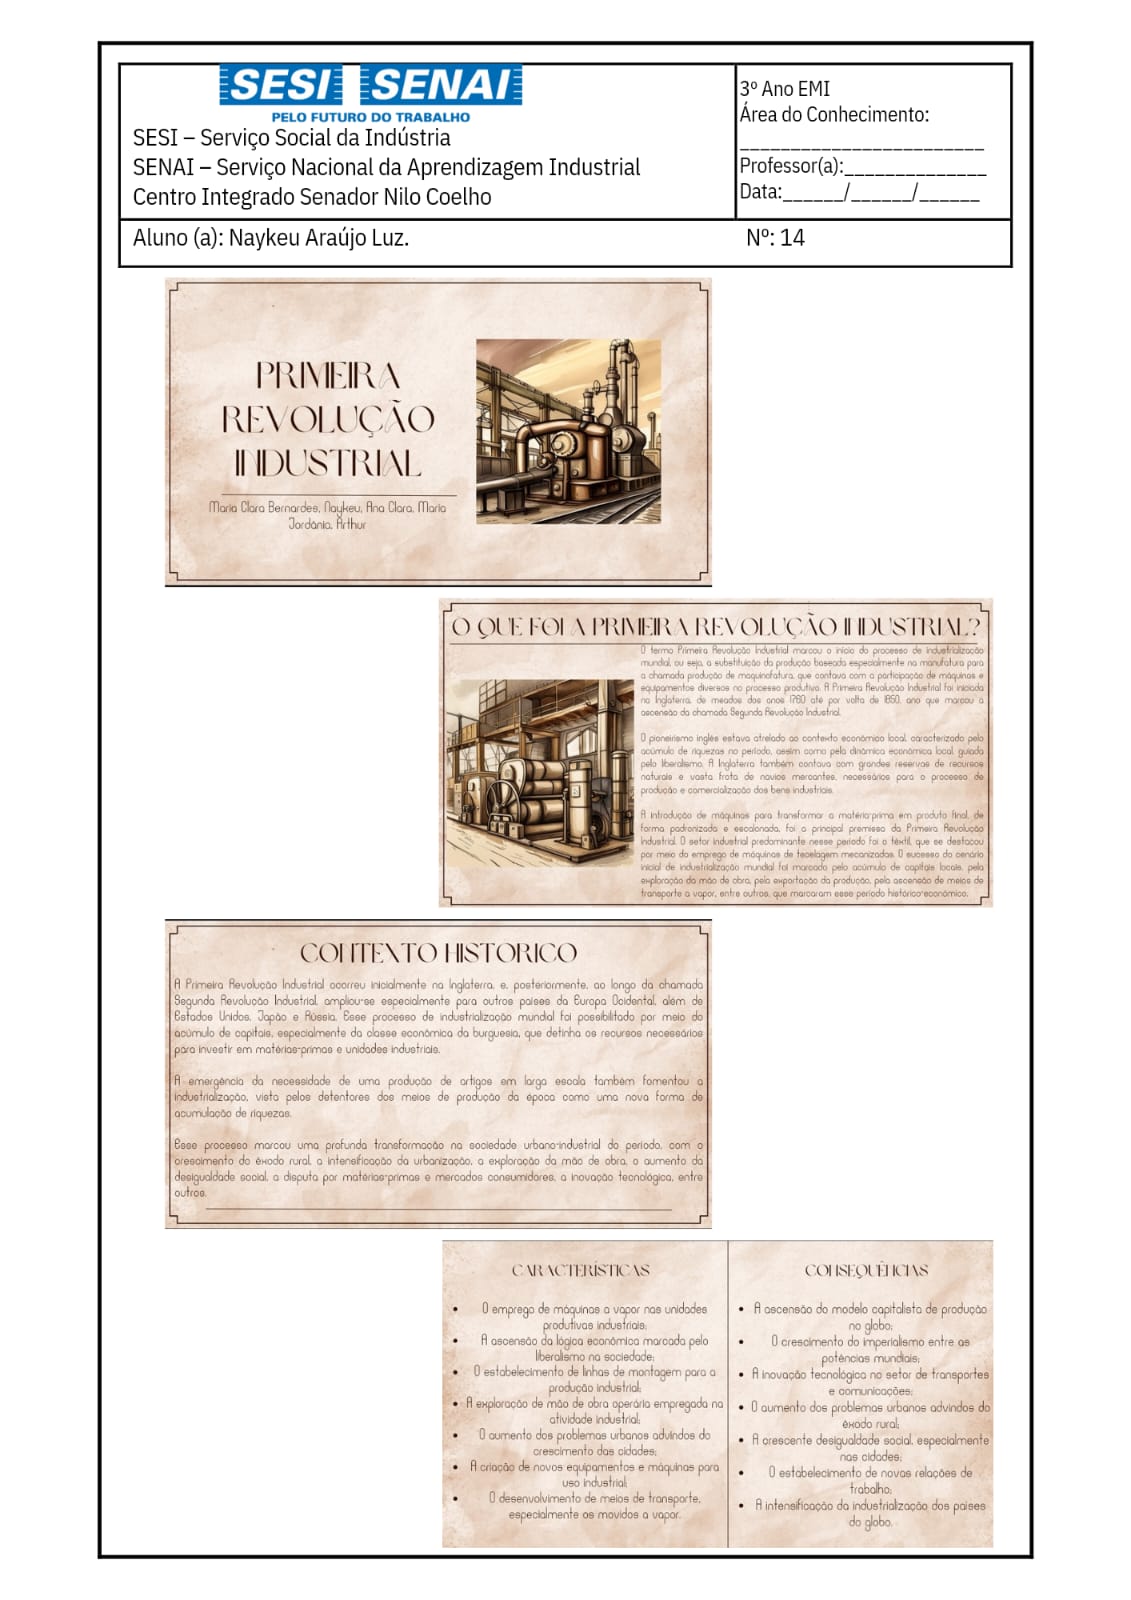 SESI SENAI
PELO FUTURO DO TRABALHO
SESI – Serviço Social da Indústria
SENAI – Serviço Nacional da Aprendizagem Industrial
Centro Integrado Senador Nilo Coelho
3º Ano EMI
Área do Conhecimento:
________________________
Professor(a):______________
Data:______/______/______
Aluno (a): Naykeu Araújo Luz.
Nº: 14
PRIMEIRA
REVOLUÇÃO
INDUSTRIAL
Maria Clara Bernardes, Naykeu, Ana Clara, Maria
Jordânia, Arthur
O QUE FOI A PRIMEIRA REVOLUÇÃO INDUSTRIAL?
O termo Primeira Revolução Industrial marcou o início do processo de industrialização
mundial, ou seja, a substituição da produção baseada especialmente na manufatura para
a chamada produção de maquinofatura, que contava com a participação de máquinas e
equipamentos diversos no processo produtivo. A Primeira Revolução Industrial foi iniciada
na Inglaterra, de meados dos anos 1760 até por volta de 1850, ano que marcou a
ascensão da chamada Segunda Revolução Industrial.
O pioneirismo inglês estava atrelado ao contexto econômico local, caracterizado pelo
acúmulo de riquezas no período, assim como pela dinâmica econômica local, guiada
pelo liberalismo. A Inglaterra também contava com grandes reservas de recursos
naturais e vasta frota de navios mercantes, necessários para o processo de
produção e comercialização dos bens industriais.
A introdução de máquinas para transformar a matéria-prima em produto final, de
forma padronizada e escalonada, foi a principal premissa da Primeira Revolução
Industrial. O setor industrial predominante nesse período foi o têxtil, que se destacou
por meio do emprego de máquinas de tecelagem mecanizadas. O sucesso do cenário
inicial de industrialização mundial foi marcado pelo acúmulo de capitais locais, pela
exploração da mão de obra, pela exportação da produção, pela ascensão de meios de
transporte a vapor, entre outros, que marcaram esse período histórico-econômico.
CONTEXTO HISTORICO
A Primeira Revolução Industrial ocorreu inicialmente na Inglaterra, e, posteriormente, ao longo da chamada
Segunda Revolução Industrial, ampliou-se especialmente para outros países da Europa Ocidental, além de
Estados Unidos, Japão e Rússia. Esse processo de industrialização mundial foi possibilitado por meio do
acúmulo de capitais, especialmente da classe econômica da burguesia, que detinha os recursos necessários
para investir em matérias-primas e unidades industriais.
A emergência da necessidade de uma produção de artigos em larga escala também fomentou a
industrialização, vista pelos detentores dos meios de produção da época como uma nova forma de
acumulação de riquezas.
Esse processo marcou uma profunda transformação na sociedade urbano-industrial do período, com o
crescimento do êxodo rural, a intensificação da urbanização, a exploração da mão de obra, o aumento da
desigualdade social, a disputa por matérias-primas e mercados consumidores, a inovação tecnológica, entre
outros.
CARACTERÍSTICAS
• O emprego de máquinas a vapor nas unidades
produtivas industriais;
• A ascensão da lógica econômica marcada pelo
liberalismo na sociedade;
• O estabelecimento de linhas de montagem para a
produção industrial;
• A exploração de mão de obra operária empregada na
atividade industrial;
• O aumento dos problemas urbanos advindos do
crescimento das cidades;
• A criação de novos equipamentos e máquinas para
uso industrial;
• O desenvolvimento de meios de transporte,
especialmente os movidos a vapor.
CONSEQUÊNCIAS
• A ascensão do modelo capitalista de produção
no globo;
• O crescimento do imperialismo entre as
potências mundiais;
• A inovação tecnológica no setor de transportes
e comunicações;
• O aumento dos problemas urbanos advindos do
êxodo rural;
• A crescente desigualdade social, especialmente
nas cidades;
• O estabelecimento de novas relações de
trabalho;
• A intensificação da industrialização dos países
do globo.